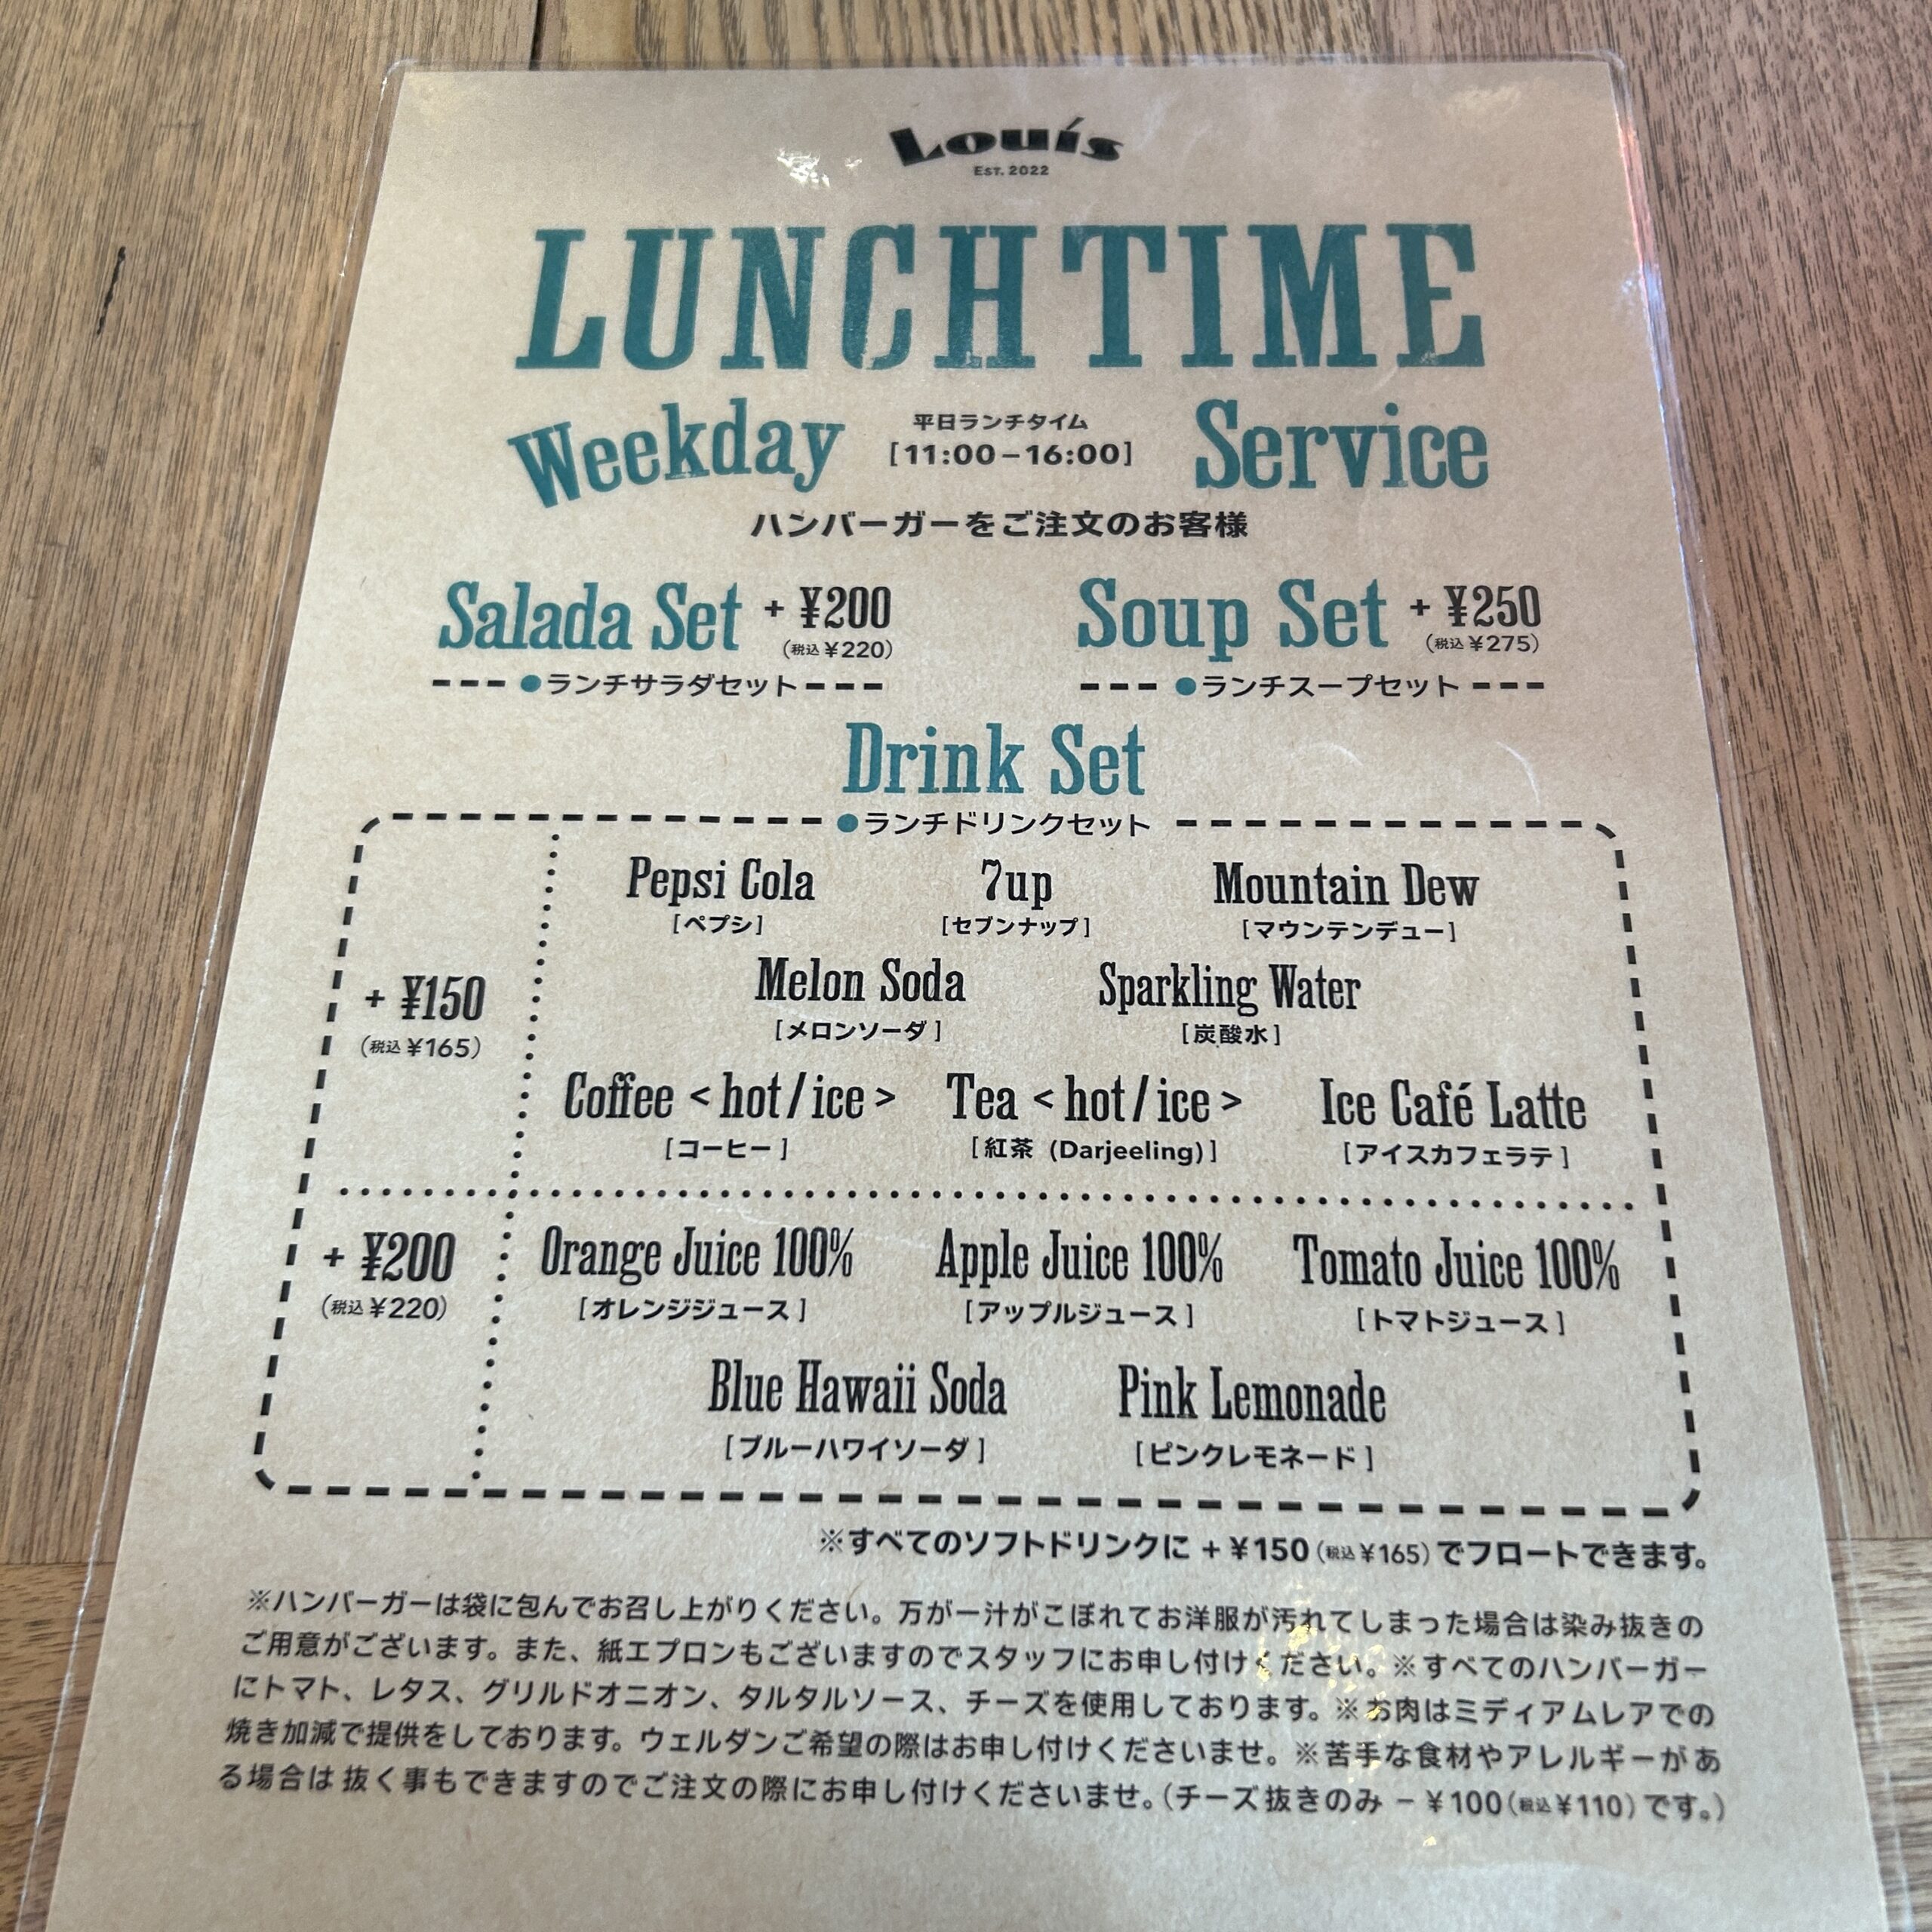 Louis
EST. 2022
LUNCH TIME
Weekday 平日ランチタイム Service
[11:00−16:00]
ハンバーガーをご注文のお客様
Salada Set + ¥200 Soup Set + ¥250
(税込¥220) (税込¥275)
●ランチサラダセット ●ランチスープセット
Drink Set
●ランチドリンクセット
Pepsi Cola 7up Mountain Dew
[ペプシ] [セブンナップ] [マウンテンデュー]
Melon Soda Sparkling Water
+ ¥150
[メロンソーダ] [炭酸水]
(税込¥165)
Coffee <hot/ice> Tea <hot/ice> Ice Café Latte
[コーヒー] [紅茶 (Darjeeling)] [アイスカフェラテ]
+ ¥200 Orange Juice 100% Apple Juice 100% Tomato Juice 100%
(税込¥220) [オレンジジュース] [アップルジュース] [トマトジュース]
Blue Hawaii Soda Pink Lemonade
[ブルーハワイソーダ] [ピンクレモネード]
※すべてのソフトドリンクに + ¥150(税込¥165)でフロートできます。
※ハンバーガーは袋に包んでお召し上がりください。万が一汁がこぼれてお洋服が汚れてしまった場合は染み抜きの
ご用意がございます。また、紙エプロンもございますのでスタッフにお申し付けください。※すべてのハンバーガー
にトマト、レタス、グリルドオニオン、タルタルソース、チーズを使用しております。※お肉はミディアムレアでの
焼き加減で提供をしております。ウェルダンご希望の際はお申し付けくださいませ。※苦手な食材やアレルギーがあ
る場合は抜く事もできますのでご注文の際にお申し付けくださいませ。(チーズ抜きのみ − ¥100(税込¥110)です。)